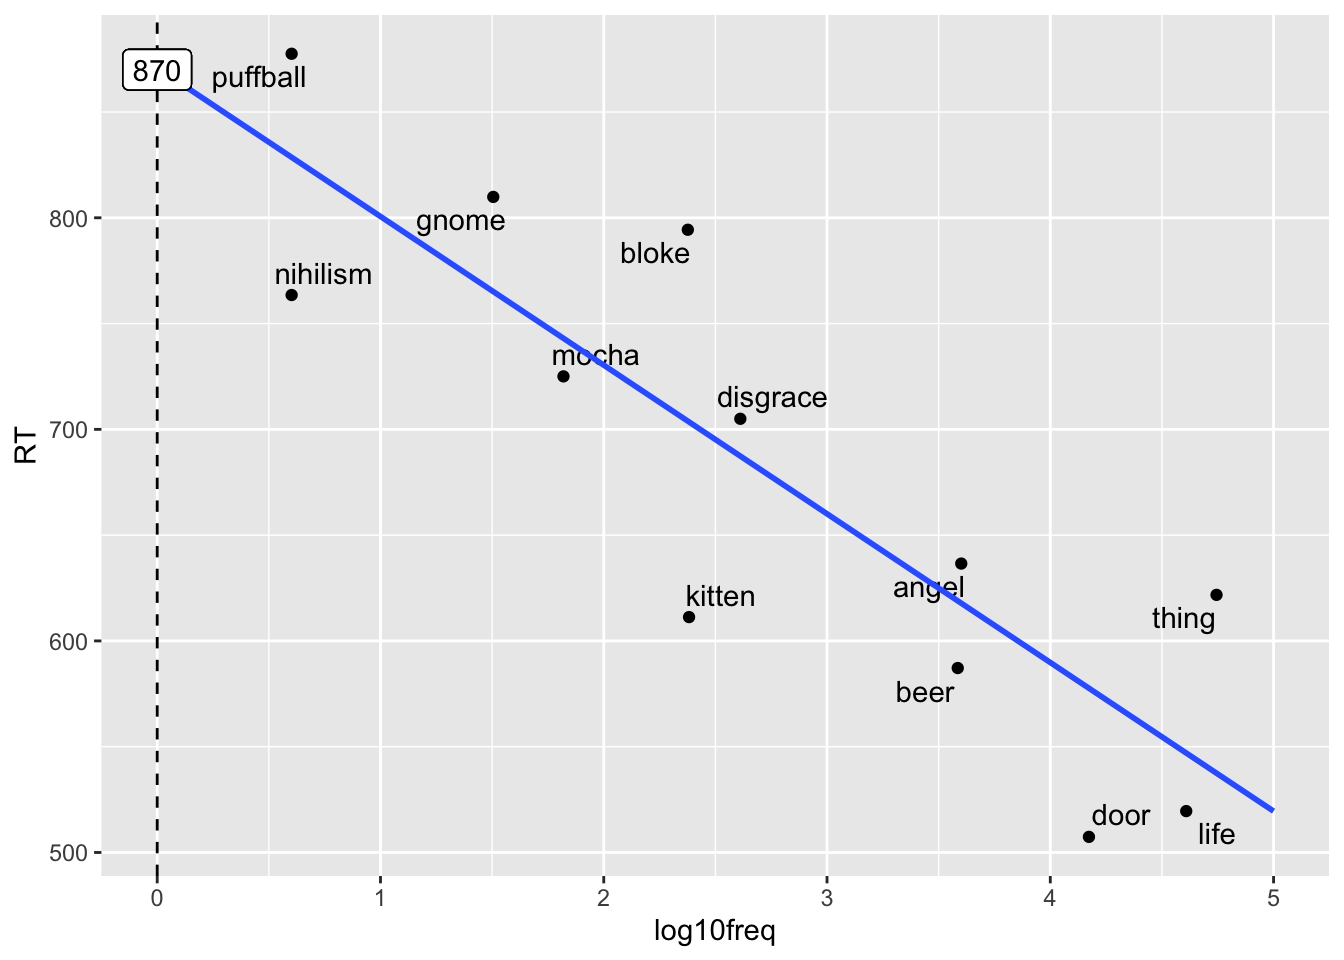 870
puffball
gnome
bloke
nihilism
mocha
disgrace
angel
kitten
thing
beer
door
life
800
700
600
500
RT
0 1 2 3 4 5
log10freq